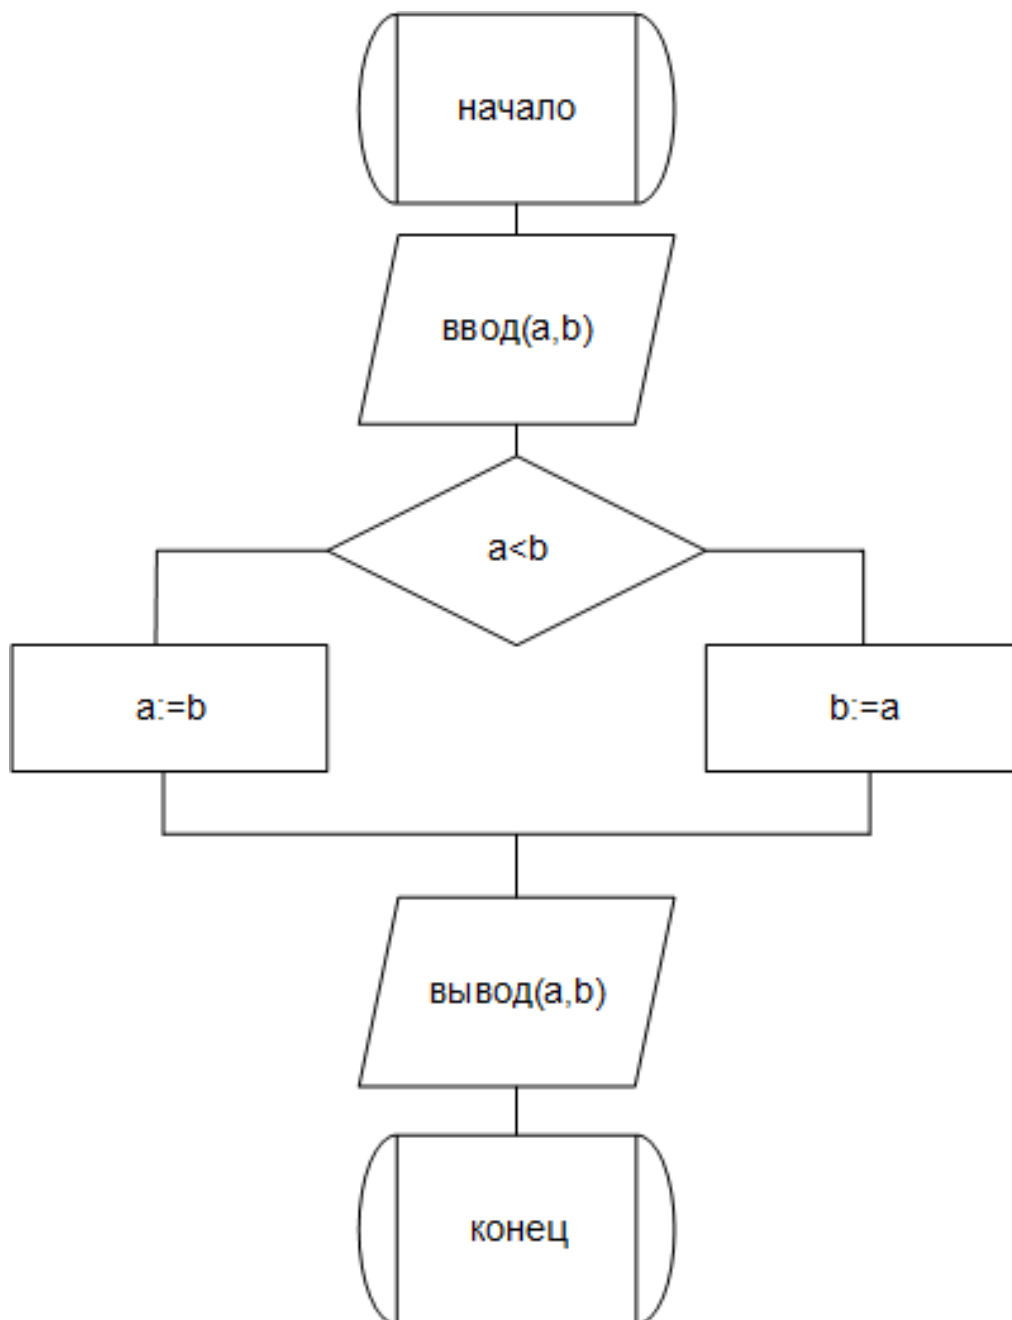 начало
ввод(a,b)
a<b
a:=b
b:=a
вывод(a,b)
конец